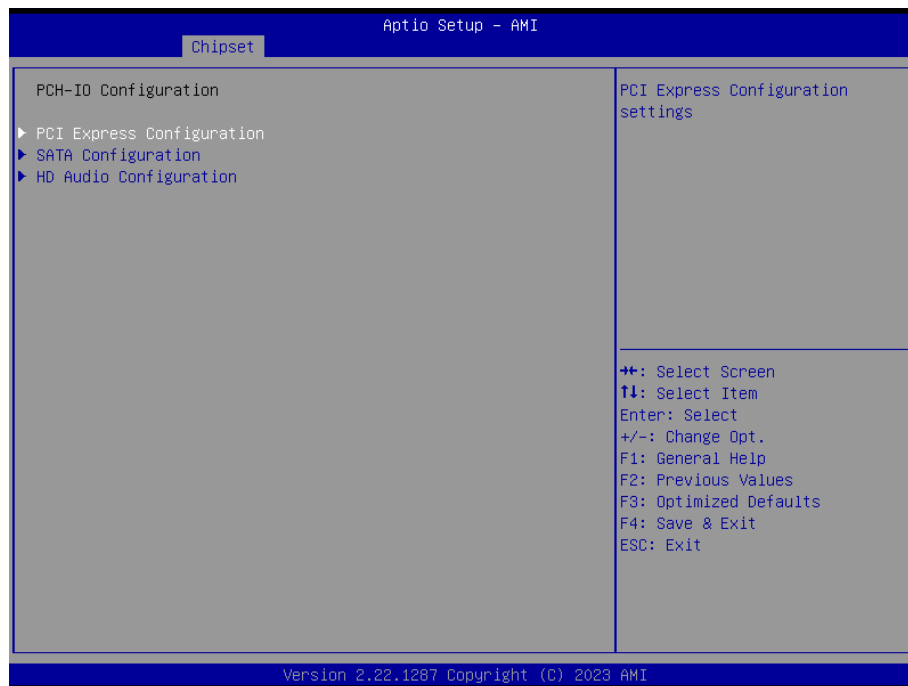 Aptio Setup – AMI
Chipset
PCH-IO Configuration
PCI Express Configuration
SATA Configuration
HD Audio Configuration
PCI Express Configuration
settings
→←: Select Screen
↑↓: Select Item
Enter: Select
+/-: Change Opt.
F1: General Help
F2: Previous Values
F3: Optimized Defaults
F4: Save & Exit
ESC: Exit
Version 2.22.1287 Copyright (C) 2023 AMI